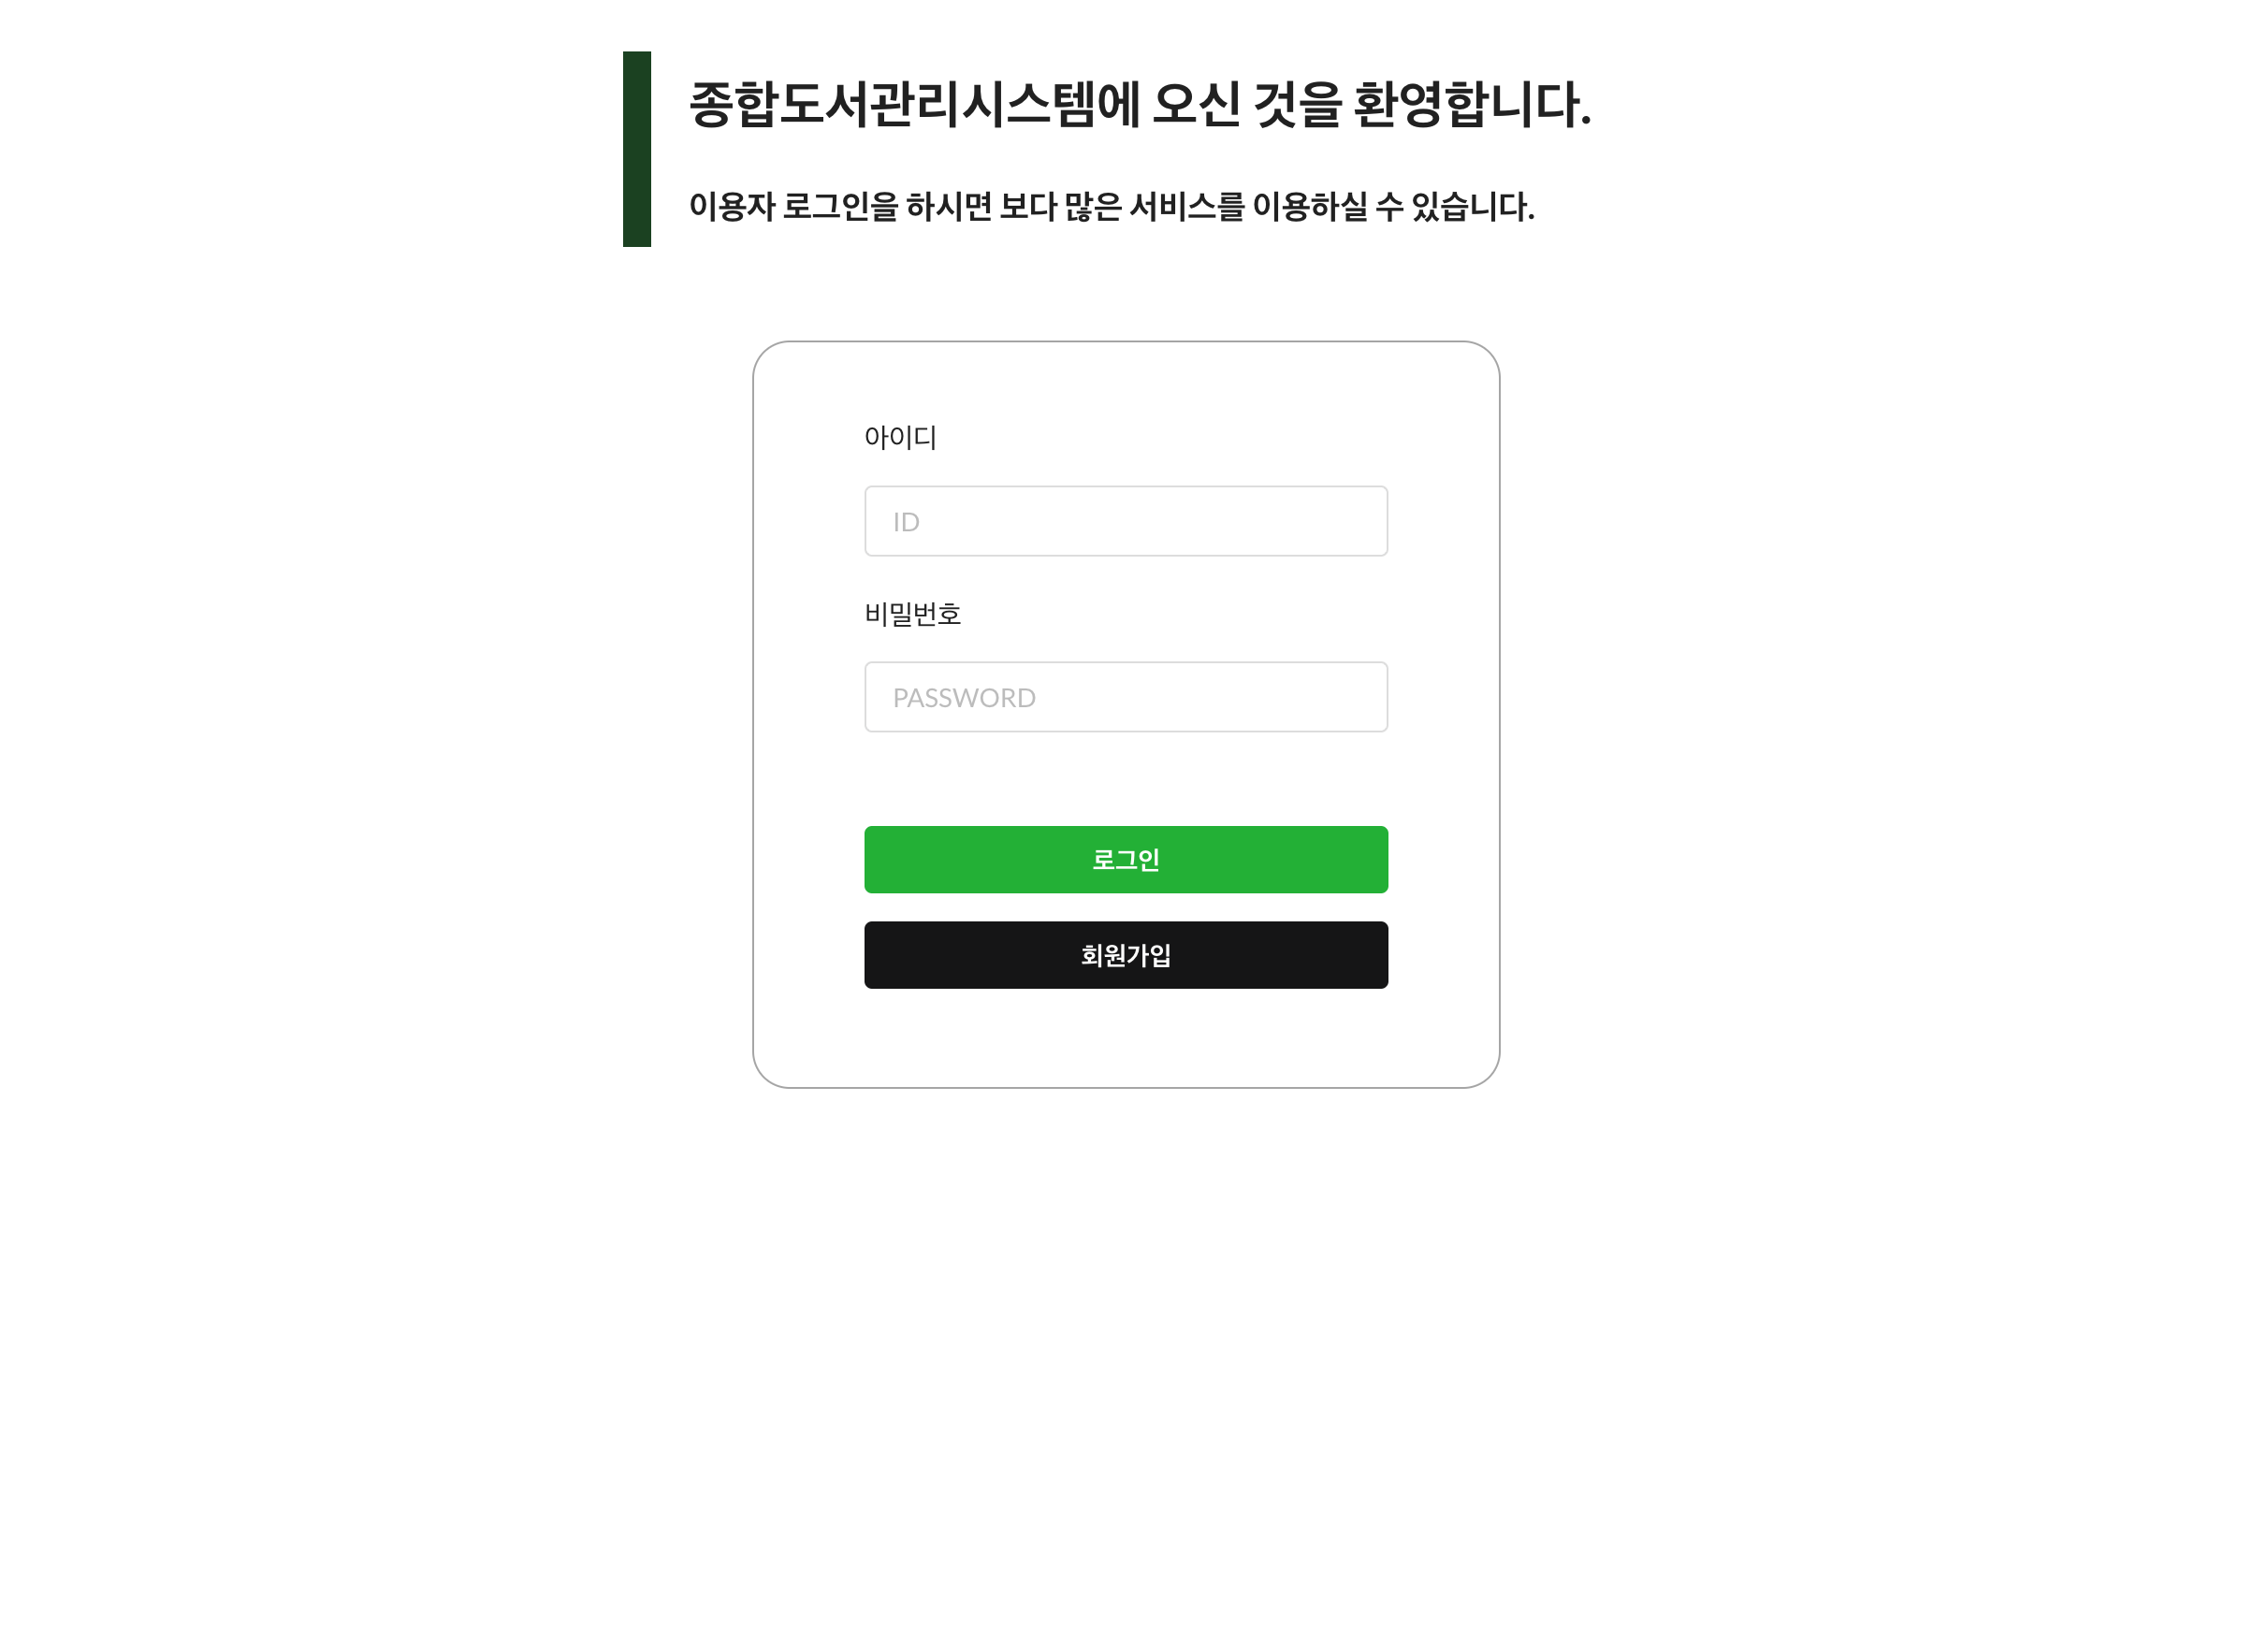 종합도서관리시스템에 오신 것을 환영합니다.
이용자 로그인을 하시면 보다 많은 서비스를 이용하실 수 있습니다.
아이디
ID
비밀번호
PASSWORD
로그인
회원가입